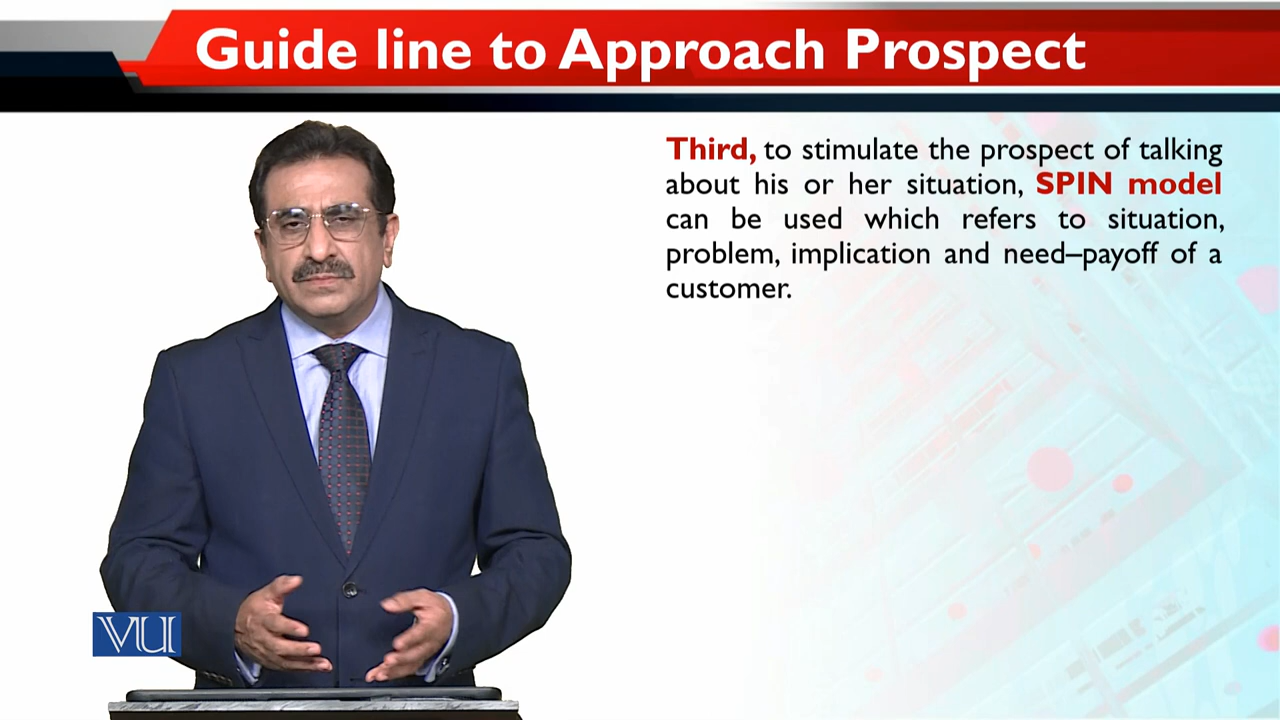 Guide line to Approach Prospect
Third, to stimulate the prospect of talking
about his or her situation, SPIN model
can be used which refers to situation,
problem, implication and need–payoff of a
customer.
VU